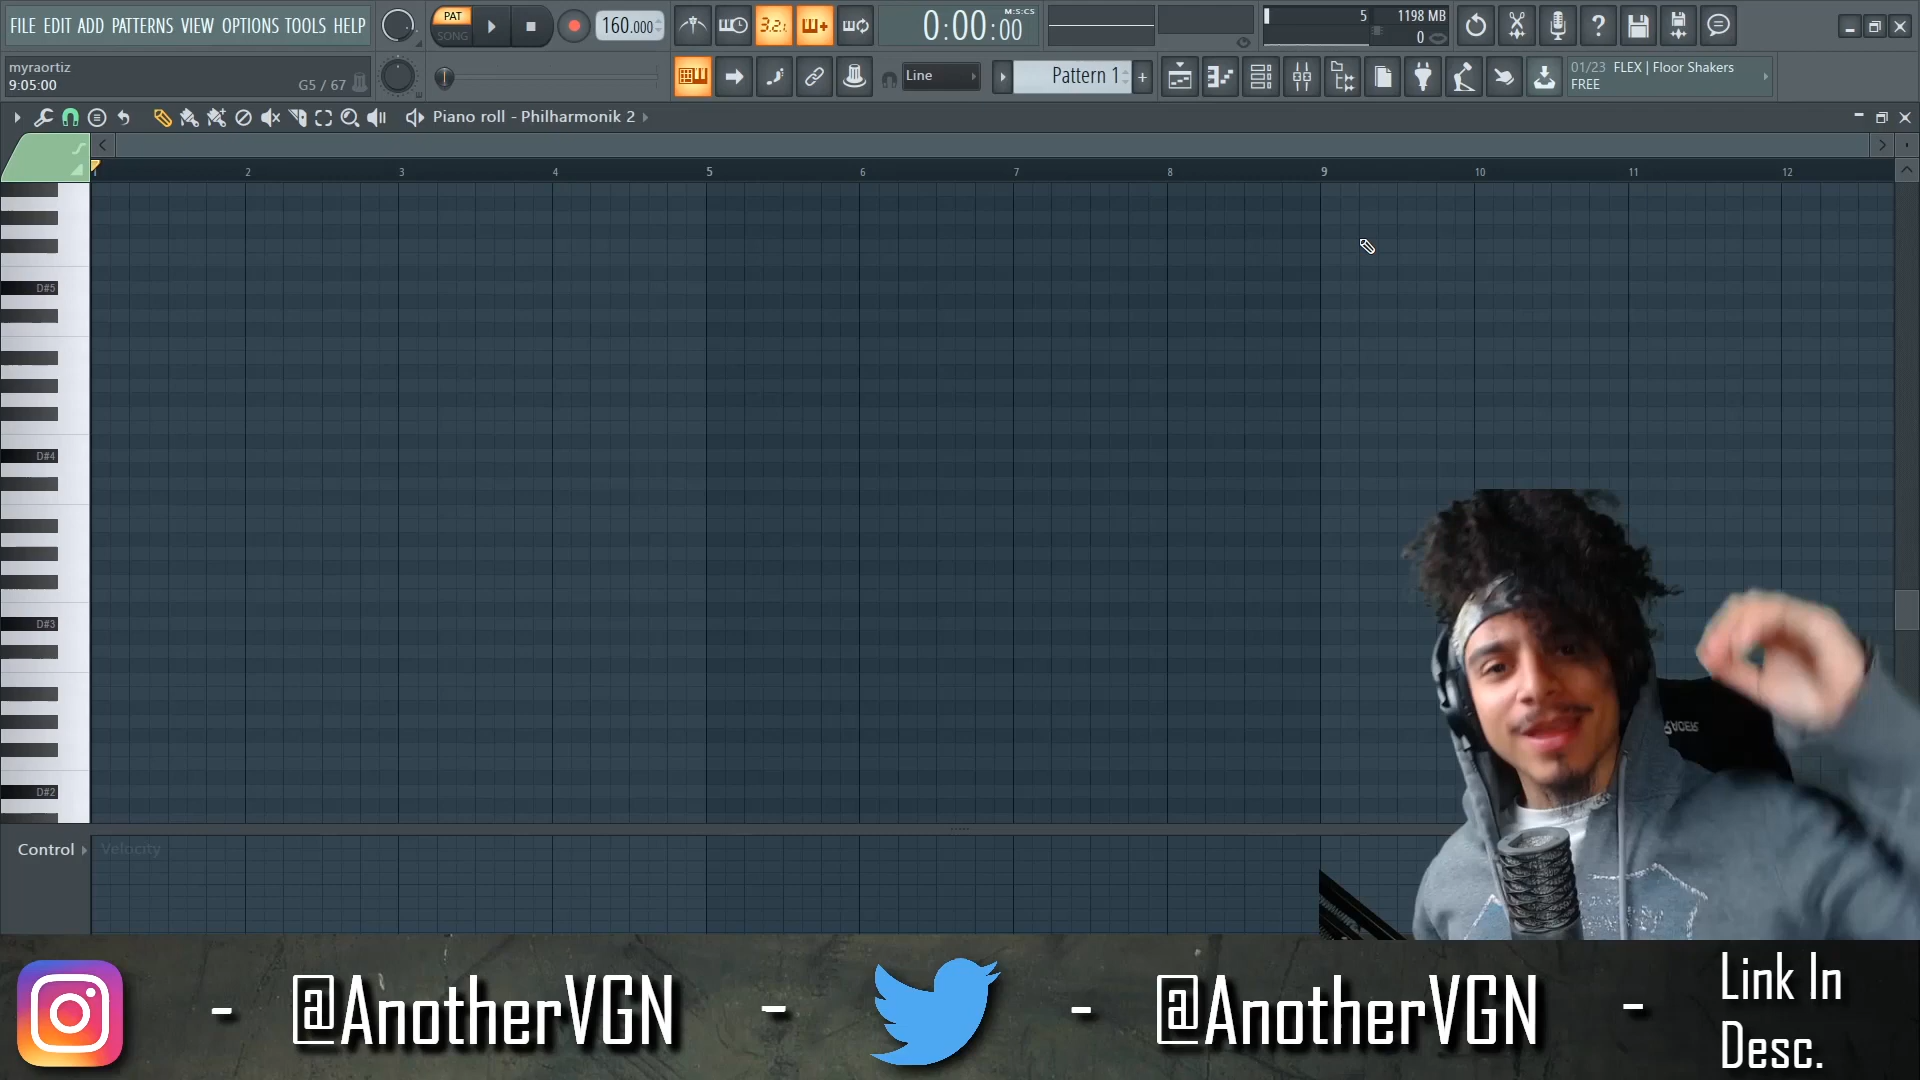 FILE EDIT ADD PATTERNS VIEW OPTIONS TOOLS HELP
PAT
SONG
160.000
3.2.
0:00:00
M:S:CS
5
1198 MB
0
myraortiz
9:05:00
G5 / 67
Line
Pattern 1
+
01/23 FLEX | Floor Shakers
FREE
Piano roll - Philharmonik 2
2 3 4 5 6 7 8 9 10 11 12
D#5
D#4
D#3
D#2
Control
Velocity
- @AnotherVGN - - @AnotherVGN - Link In
Desc.